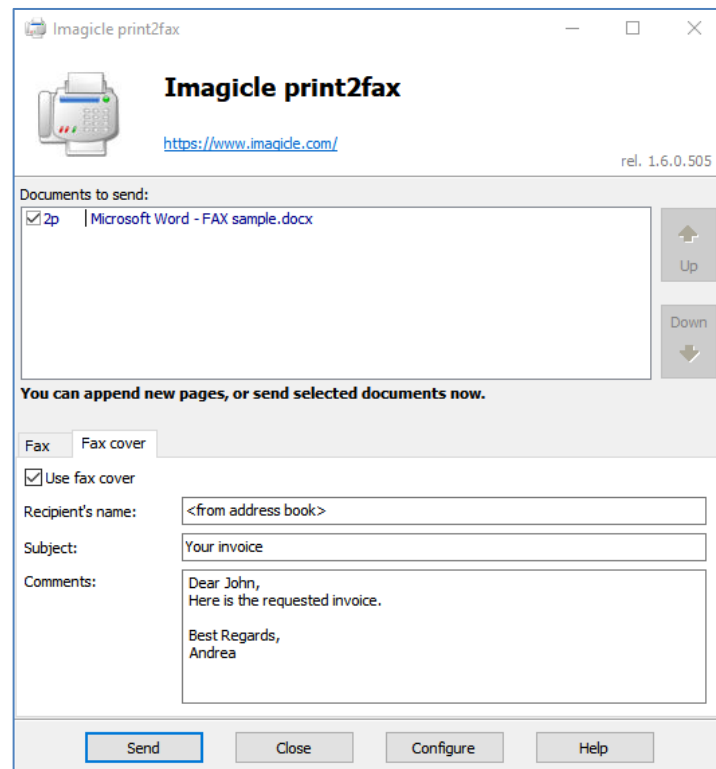 Imagicle print2fax
Imagicle print2fax
https://www.imagicle.com/
rel. 1.6.0.505
Documents to send:
2p Microsoft Word - FAX sample.docx
Up
Down
You can append new pages, or send selected documents now.
Fax Fax cover
Use fax cover
Recipient's name: <from address book>
Subject: Your invoice
Comments: Dear John,
Here is the requested invoice.
Best Regards,
Andrea
Send Close Configure Help